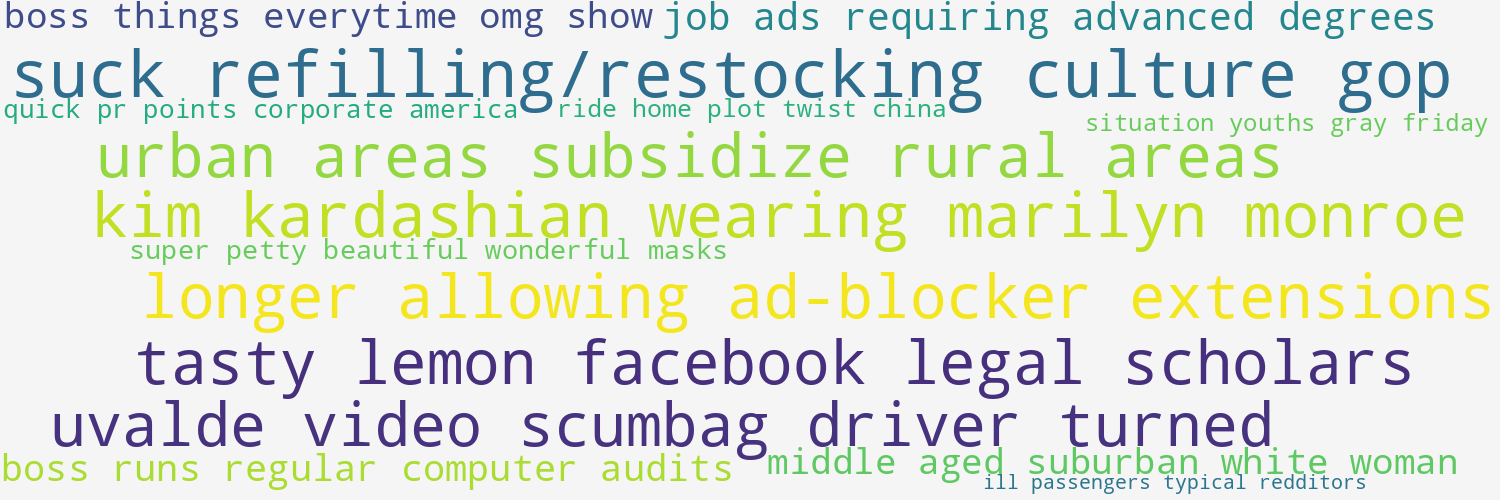 boss things everytime omg show
job ads requiring advanced degrees
suck refilling/restocking culture gop
quick pr points corporate america
ride home plot twist china
situation youths gray friday
urban areas subsidize rural areas
kim kardashian wearing marilyn monroe
super petty beautiful wonderful masks
longer allowing ad-blocker extensions
tasty lemon facebook legal scholars
uvalde video scumbag driver turned
boss runs regular computer audits
middle aged suburban white woman
ill passengers typical redditors